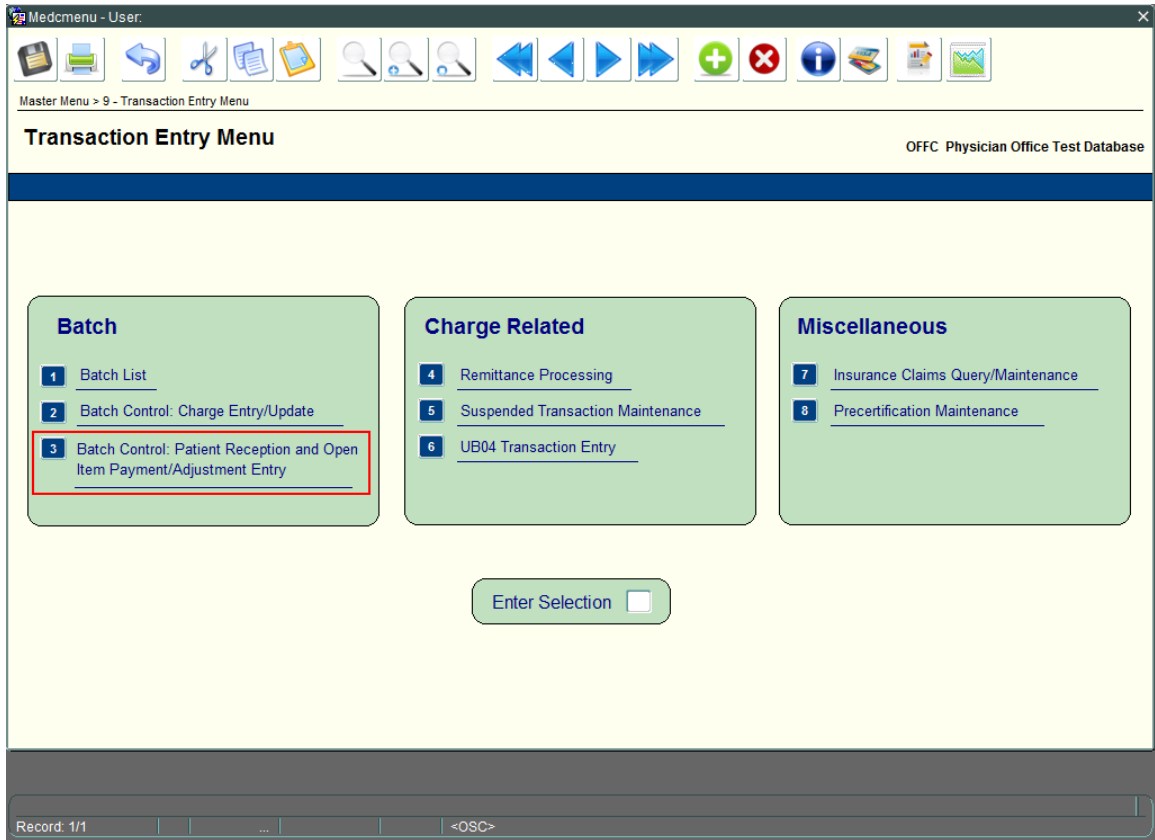 Medcmenu - User:
Master Menu > 9 - Transaction Entry Menu
Transaction Entry Menu
OFFC Physician Office Test Database
Batch
1 Batch List
2 Batch Control: Charge Entry/Update
3 Batch Control: Patient Reception and Open
Item Payment/Adjustment Entry
Charge Related
4 Remittance Processing
5 Suspended Transaction Maintenance
6 UB04 Transaction Entry
Miscellaneous
7 Insurance Claims Query/Maintenance
8 Precertification Maintenance
Enter Selection
Record: 1/1 ... <OSC>